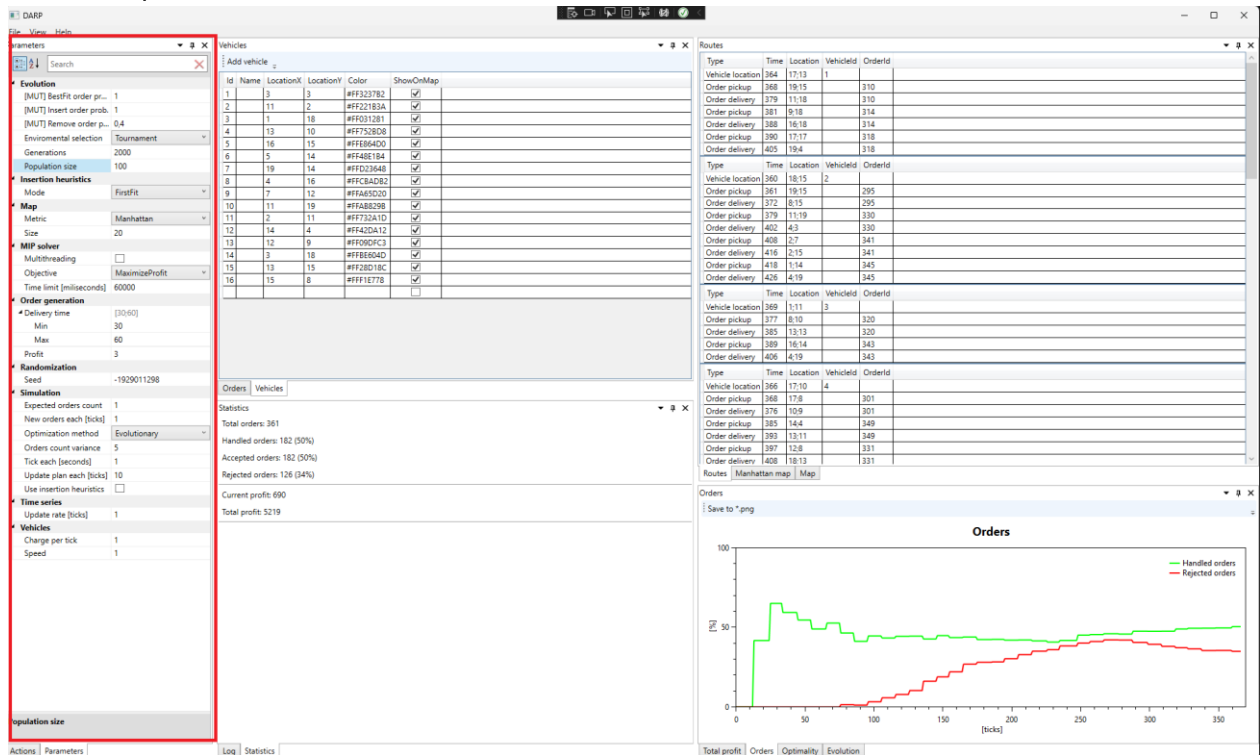 DARP
File View Help
Parameters
Search
Evolution
[MUT] BestFit order pr... 1
[MUT] Insert order prob. 1
[MUT] Remove order p... 0,4
Enviromental selection Tournament
Generations 2000
Population size 100
Insertion heuristics
Mode FirstFit
Map
Metric Manhattan
Size 20
MIP solver
Multithreading
Objective MaximizeProfit
Time limit [miliseconds] 60000
Order generation
Delivery time [30;60]
Min 30
Max 60
Profit 3
Randomization
Seed -1929011298
Simulation
Expected orders count 1
New orders each [ticks] 1
Optimization method Evolutionary
Orders count variance 5
Tick each [seconds] 1
Update plan each [ticks] 10
Use insertion heuristics
Time series
Update rate [ticks] 1
Vehicles
Charge per tick 1
Speed 1
Population size
Actions Parameters
Vehicles
Add vehicle
Id Name LocationX LocationY Color ShowOnMap
1 3 3 #FF3237B2
2 11 2 #FF221B3A
3 1 18 #FF031281
4 13 10 #FF752BD8
5 16 15 #FFE864D0
6 5 14 #FF48E1B4
7 19 14 #FFD23648
8 4 16 #FFCBADB2
9 7 12 #FFA65D20
10 11 19 #FFAB829B
11 2 11 #FF732A1D
12 14 4 #FF42DA12
13 12 9 #FF09DFC3
14 3 18 #FFBE604D
15 13 15 #FF28D18C
16 15 8 #FFF1E778
Orders Vehicles
Statistics
Total orders: 361
Handled orders: 182 (50%)
Accepted orders: 182 (50%)
Rejected orders: 126 (34%)
Current profit: 690
Total profit: 5219
Log Statistics
Routes
Type Time Location VehicleId OrderId
Vehicle location 364 17;13 1
Order pickup 368 19;15 310
Order delivery 379 11;18 310
Order pickup 381 9;18 314
Order delivery 388 16;18 314
Order pickup 390 17;17 318
Order delivery 405 19;4 318
Type Time Location VehicleId OrderId
Vehicle location 360 18;15 2
Order pickup 361 19;15 295
Order delivery 372 8;15 295
Order pickup 379 11;19 330
Order delivery 402 4;3 330
Order pickup 408 2;7 341
Order delivery 416 2;15 341
Order pickup 418 1;14 345
Order delivery 426 4;19 345
Type Time Location VehicleId OrderId
Vehicle location 369 1;11 3
Order pickup 377 8;10 320
Order delivery 385 13;13 320
Order pickup 389 16;14 343
Order delivery 406 4;19 343
Type Time Location VehicleId OrderId
Vehicle location 366 17;10 4
Order pickup 368 17;8 301
Order delivery 376 10;9 301
Order pickup 385 14;4 349
Order delivery 393 13;11 349
Order pickup 397 12;8 331
Order delivery 408 18;13 331
Routes Manhattan map Map
Orders
Save to *.png
Orders
Handled orders
Rejected orders
100
50
0
[%]
0 50 100 150 200 250 300 350
[ticks]
Total profit Orders Optimality Evolution